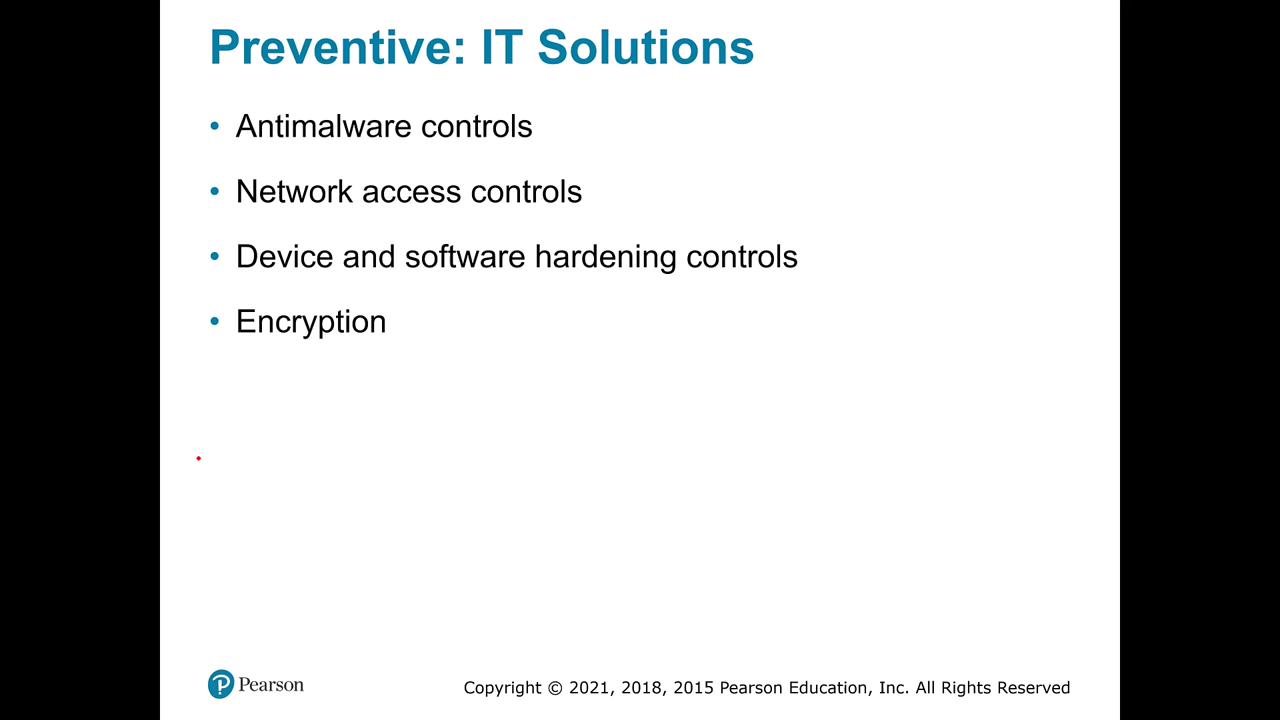 Preventive: IT Solutions
• Antimalware controls
• Network access controls
• Device and software hardening controls
• Encryption
Pearson
Copyright © 2021, 2018, 2015 Pearson Education, Inc. All Rights Reserved